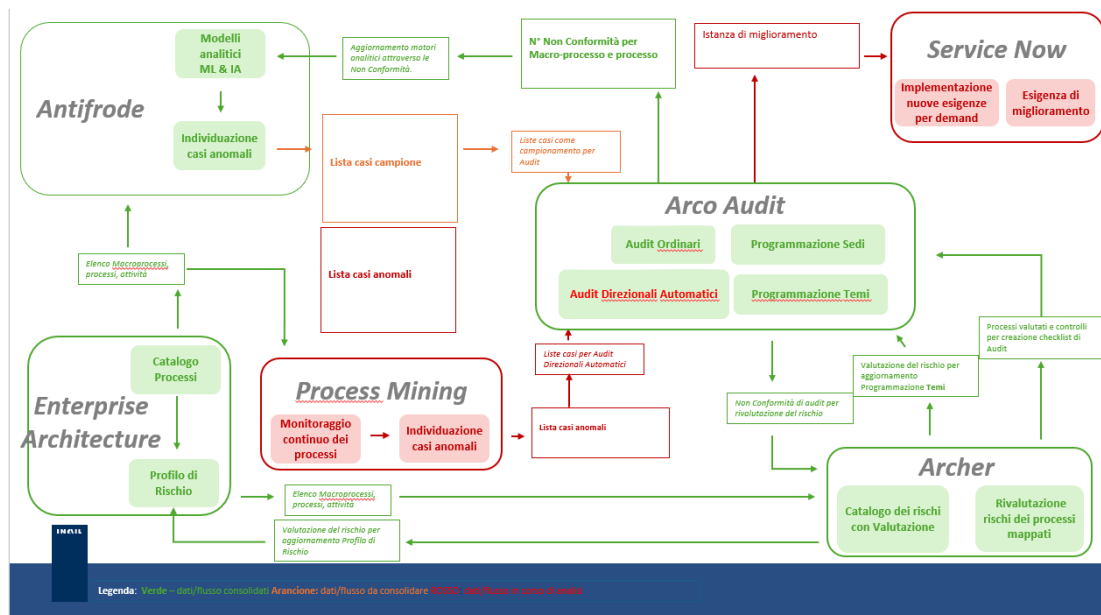 Modelli
analitici
ML & IA
Antifrode
Individuazione
casi anomali
Aggiornamento motori
analitici attraverso le
Non Conformità.
N° Non Conformità per
Macro-processo e processo
Istanza di miglioramento
Service Now
Implementazione
nuove esigenze
per demand
Esigenza di
miglioramento
Lista casi campione
Liste casi come
campionamento per
Audit
Lista casi anomali
Arco Audit
Audit Ordinari
Programmazione Sedi
Audit Direzionali Automatici
Programmazione Temi
Elenco Macroprocessi,
processi, attività
Catalogo
Processi
Enterprise
Architecture
Profilo di
Rischio
Process Mining
Monitoraggio
continuo dei
processi
Individuazione
casi anomali
Liste casi per Audit
Direzionali Automatici
Lista casi anomali
Non Conformità di audit per
rivalutazione del rischio
Valutazione del rischio per
aggiornamento
Programmazione Temi
Processi valutati e controlli
per creazione checklist di
Audit
Archer
Catalogo dei rischi
con Valutazione
Rivalutazione
rischi dei processi
mappati
Elenco Macroprocessi,
processi, attività
Valutazione del rischio per
aggiornamento Profilo di
Rischio
Legenda: Verde – dati/flusso consolidati Arancione: dati/flusso da consolidare